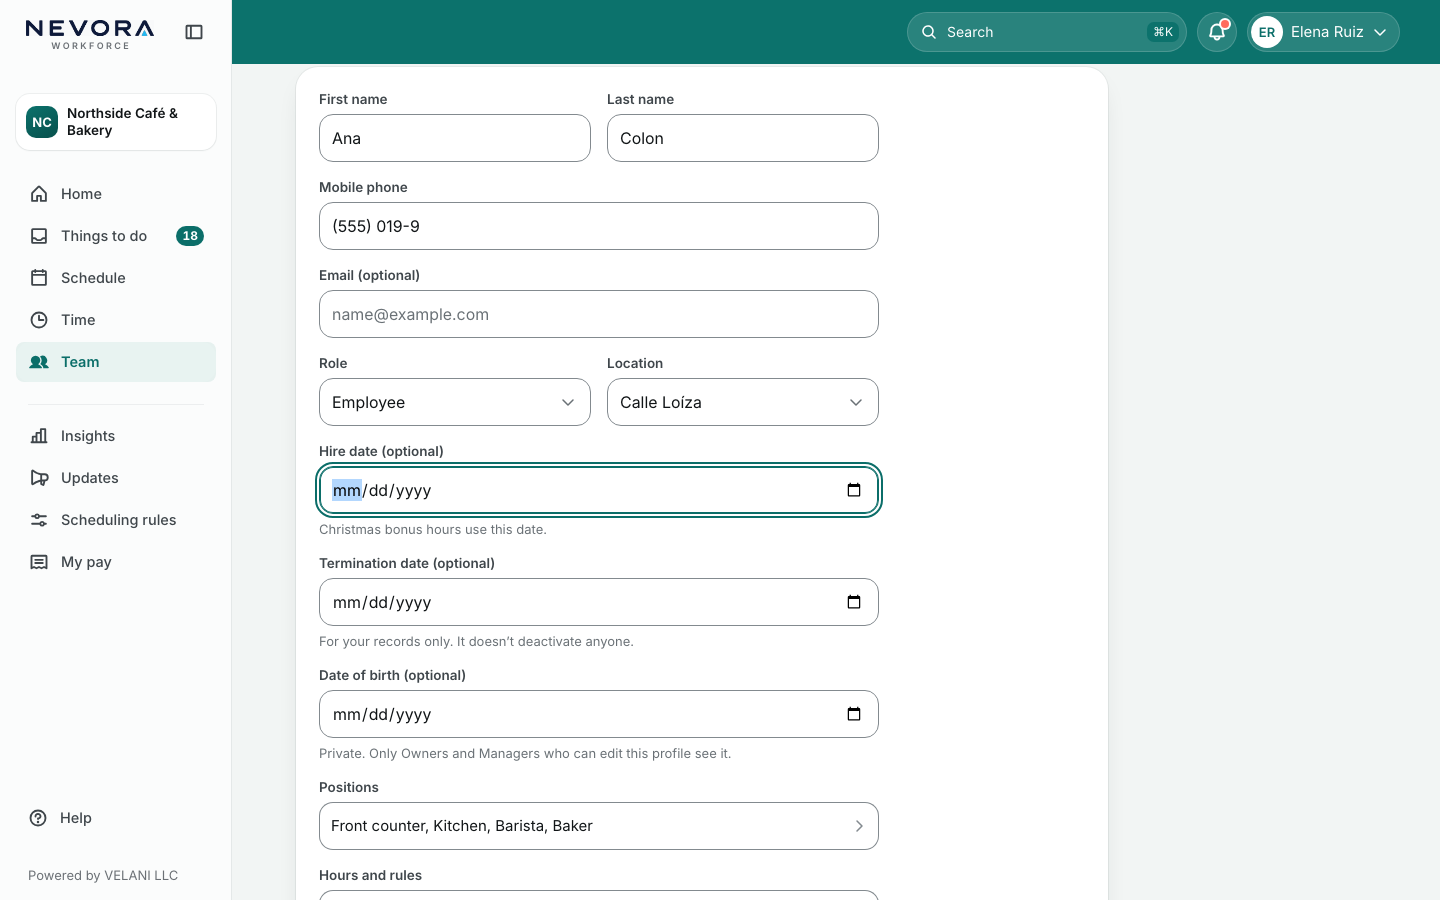 NEVORA
WORKFORCE
Search
⌘K
ER
Elena Ruiz
NC
Northside Café &
Bakery
Home
Things to do
18
Schedule
Time
Team
Insights
Updates
Scheduling rules
My pay
Help
Powered by VELANI LLC
First name
Last name
Ana
Colon
Mobile phone
(555) 019-9
Email (optional)
name@example.com
Role
Location
Employee
Calle Loíza
Hire date (optional)
mm/dd/yyyy
Christmas bonus hours use this date.
Termination date (optional)
mm/dd/yyyy
For your records only. It doesn’t deactivate anyone.
Date of birth (optional)
mm/dd/yyyy
Private. Only Owners and Managers who can edit this profile see it.
Positions
Front counter, Kitchen, Barista, Baker
Hours and rules